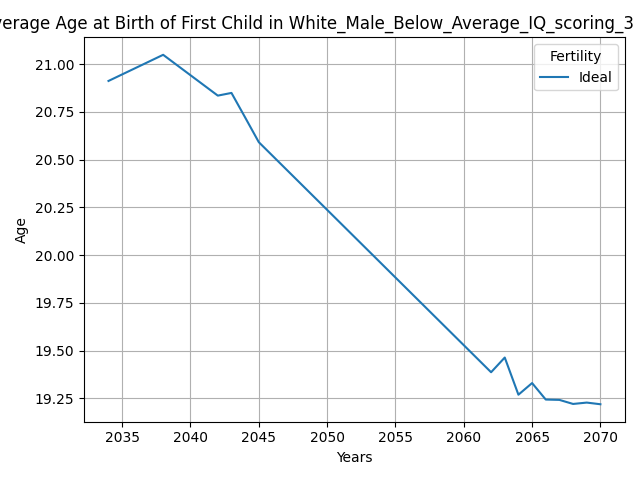 verage Age at Birth of First Child in White_Male_Below_Average_IQ_scoring_3
Fertility
Ideal
21.00
20.75
20.50
20.25
20.00
19.75
19.50
19.25
Age
2035 2040 2045 2050 2055 2060 2065 2070
Years